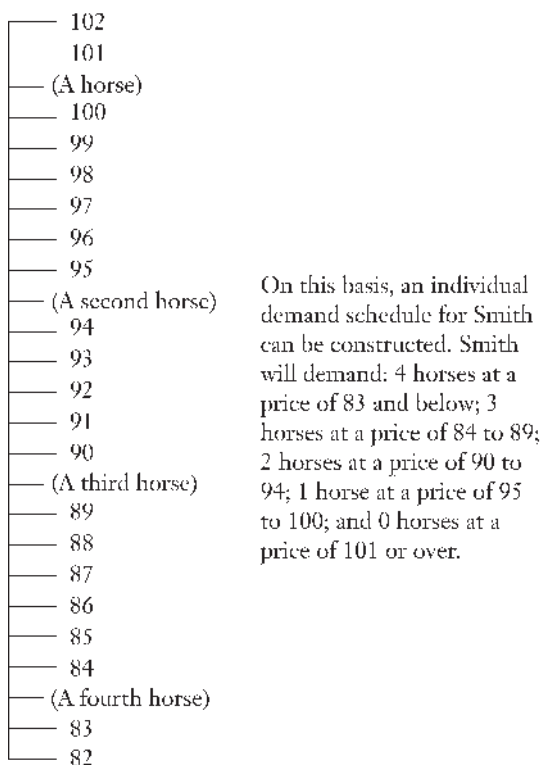 102
101
(A horse)
100
99
98
97
96
95
(A second horse)
94
93
92
91
90
(A third horse)
89
88
87
86
85
84
(A fourth horse)
83
82
On this basis, an individual
demand schedule for Smith
can be constructed. Smith
will demand: 4 horses at a
price of 83 and below; 3
horses at a price of 84 to 89;
2 horses at a price of 90 to
94; 1 horse at a price of 95
to 100; and 0 horses at a
price of 101 or over.